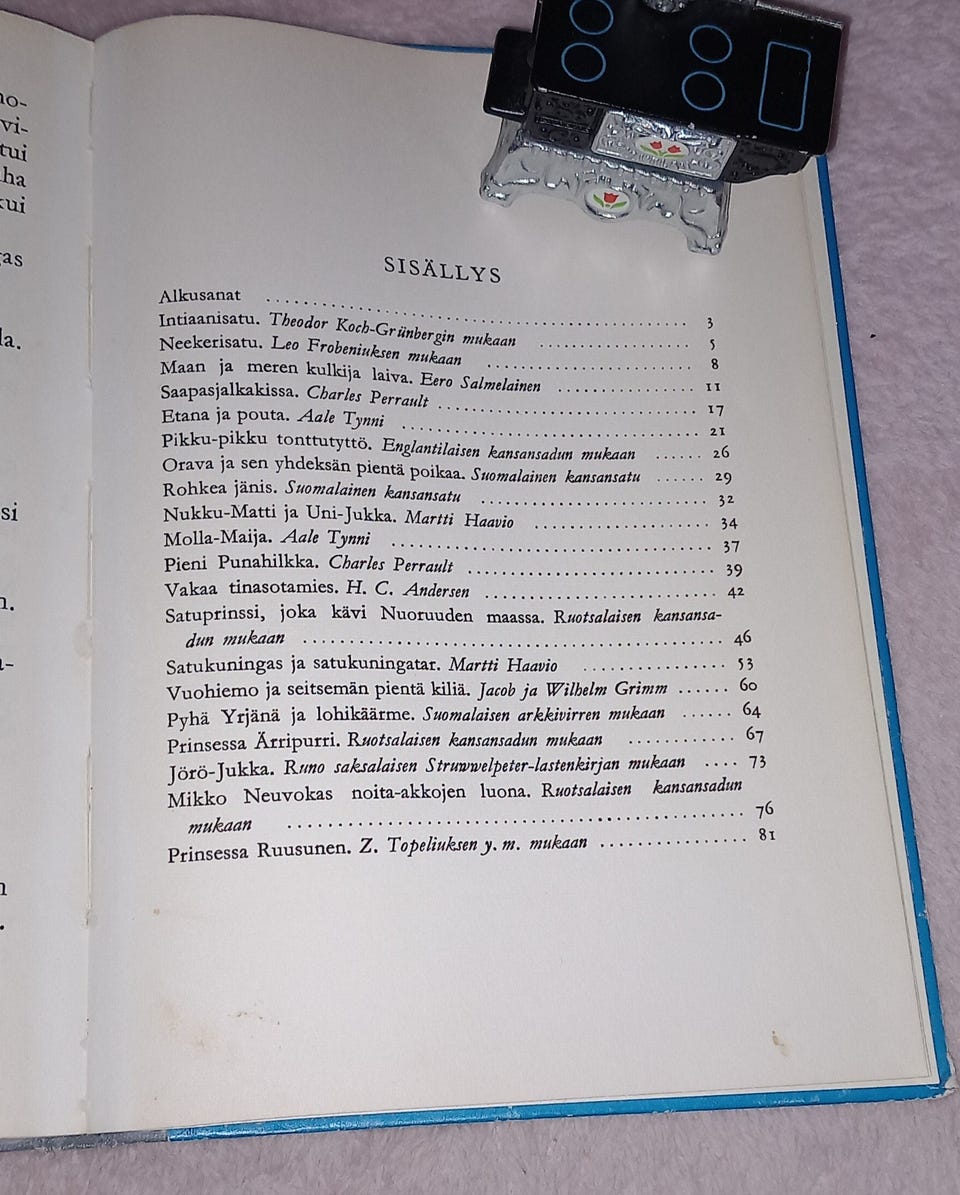 no-
vi-
tui
kui
la.
si
n.
SISÄLLYS
Alkusanat ........................................ 3
Intiaanisatu. Theodor Koch-Grünbergin mukaan .................... 5
Neekerisatu. Leo Frobeniuksen mukaan ........................... 8
Maan ja meren kulkija laiva. Eero Salmelainen .................. 11
Saapasjalkakissa. Charles Perrault .............................. 17
Etana ja pouta. Aale Tynni ..................................... 21
Pikku-pikku tonttutyttö. Englantilaisen kansansadun mukaan ...... 26
Orava ja sen yhdeksän pientä poikaa. Suomalainen kansansatu ...... 29
Rohkea jänis. Suomalainen kansansatu ........................... 32
Nukku-Matti ja Uni-Jukka. Martti Haavio ........................ 34
Molla-Maija. Aale Tynni ........................................ 37
Pieni Punahilkka. Charles Perrault .............................. 39
Vakaa tinasotamies. H. C. Andersen ............................. 42
Satuprinssi, joka kävi Nuoruuden maassa. Ruotsalaisen kansansa-
dun mukaan ..................................................... 46
Satukuningas ja satukuningatar. Martti Haavio .................. 53
Vuohiemo ja seitsemän pientä kiliä. Jacob ja Wilhelm Grimm ...... 60
Pyhä Yrjänä ja lohikäärme. Suomalaisen arkkivirren mukaan ...... 64
Prinsessa Ärripurri. Ruotsalaisen kansansadun mukaan ............ 67
Jörö-Jukka. Runo saksalaisen Struwwelpeter-lastenkirjan mukaan .... 73
Mikko Neuvokas noita-akkojen luona. Ruotsalaisen kansansadun
mukaan ......................................................... 76
Prinsessa Ruusunen. Z. Topeliuksen y. m. mukaan ................ 81